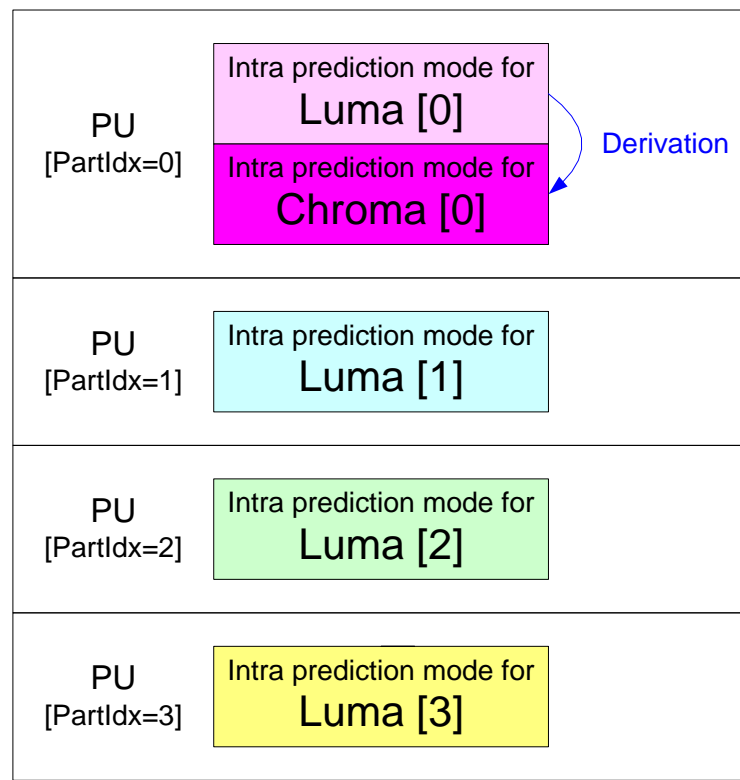 PU
[PartIdx=0]
Intra prediction mode for
Luma [0]
Intra prediction mode for
Chroma [0]
Derivation
PU
[PartIdx=1]
Intra prediction mode for
Luma [1]
PU
[PartIdx=2]
Intra prediction mode for
Luma [2]
PU
[PartIdx=3]
Intra prediction mode for
Luma [3]